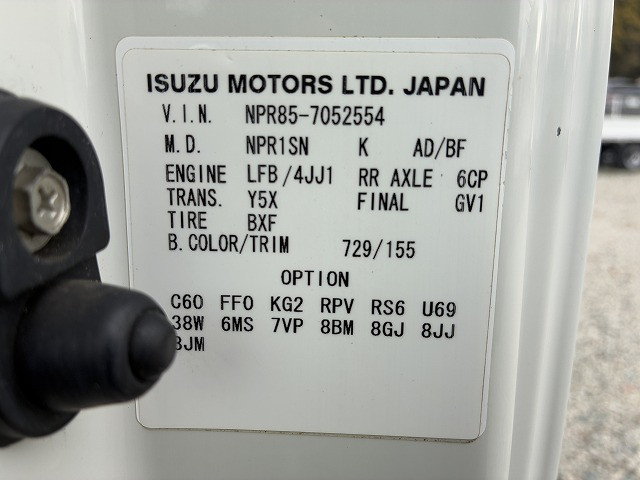 ISUZU MOTORS LTD. JAPAN
V.I.N. NPR85-7052554
M.D. NPR1SN K AD/BF
ENGINE LFB/4JJ1 RR AXLE 6CP
TRANS. Y5X FINAL GV1
TIRE BXF
B.COLOR/TRIM 729/155
OPTION
C60 FF0 KG2 RPV RS6 U69
38W 6MS 7VP 8BM 8GJ 8JJ